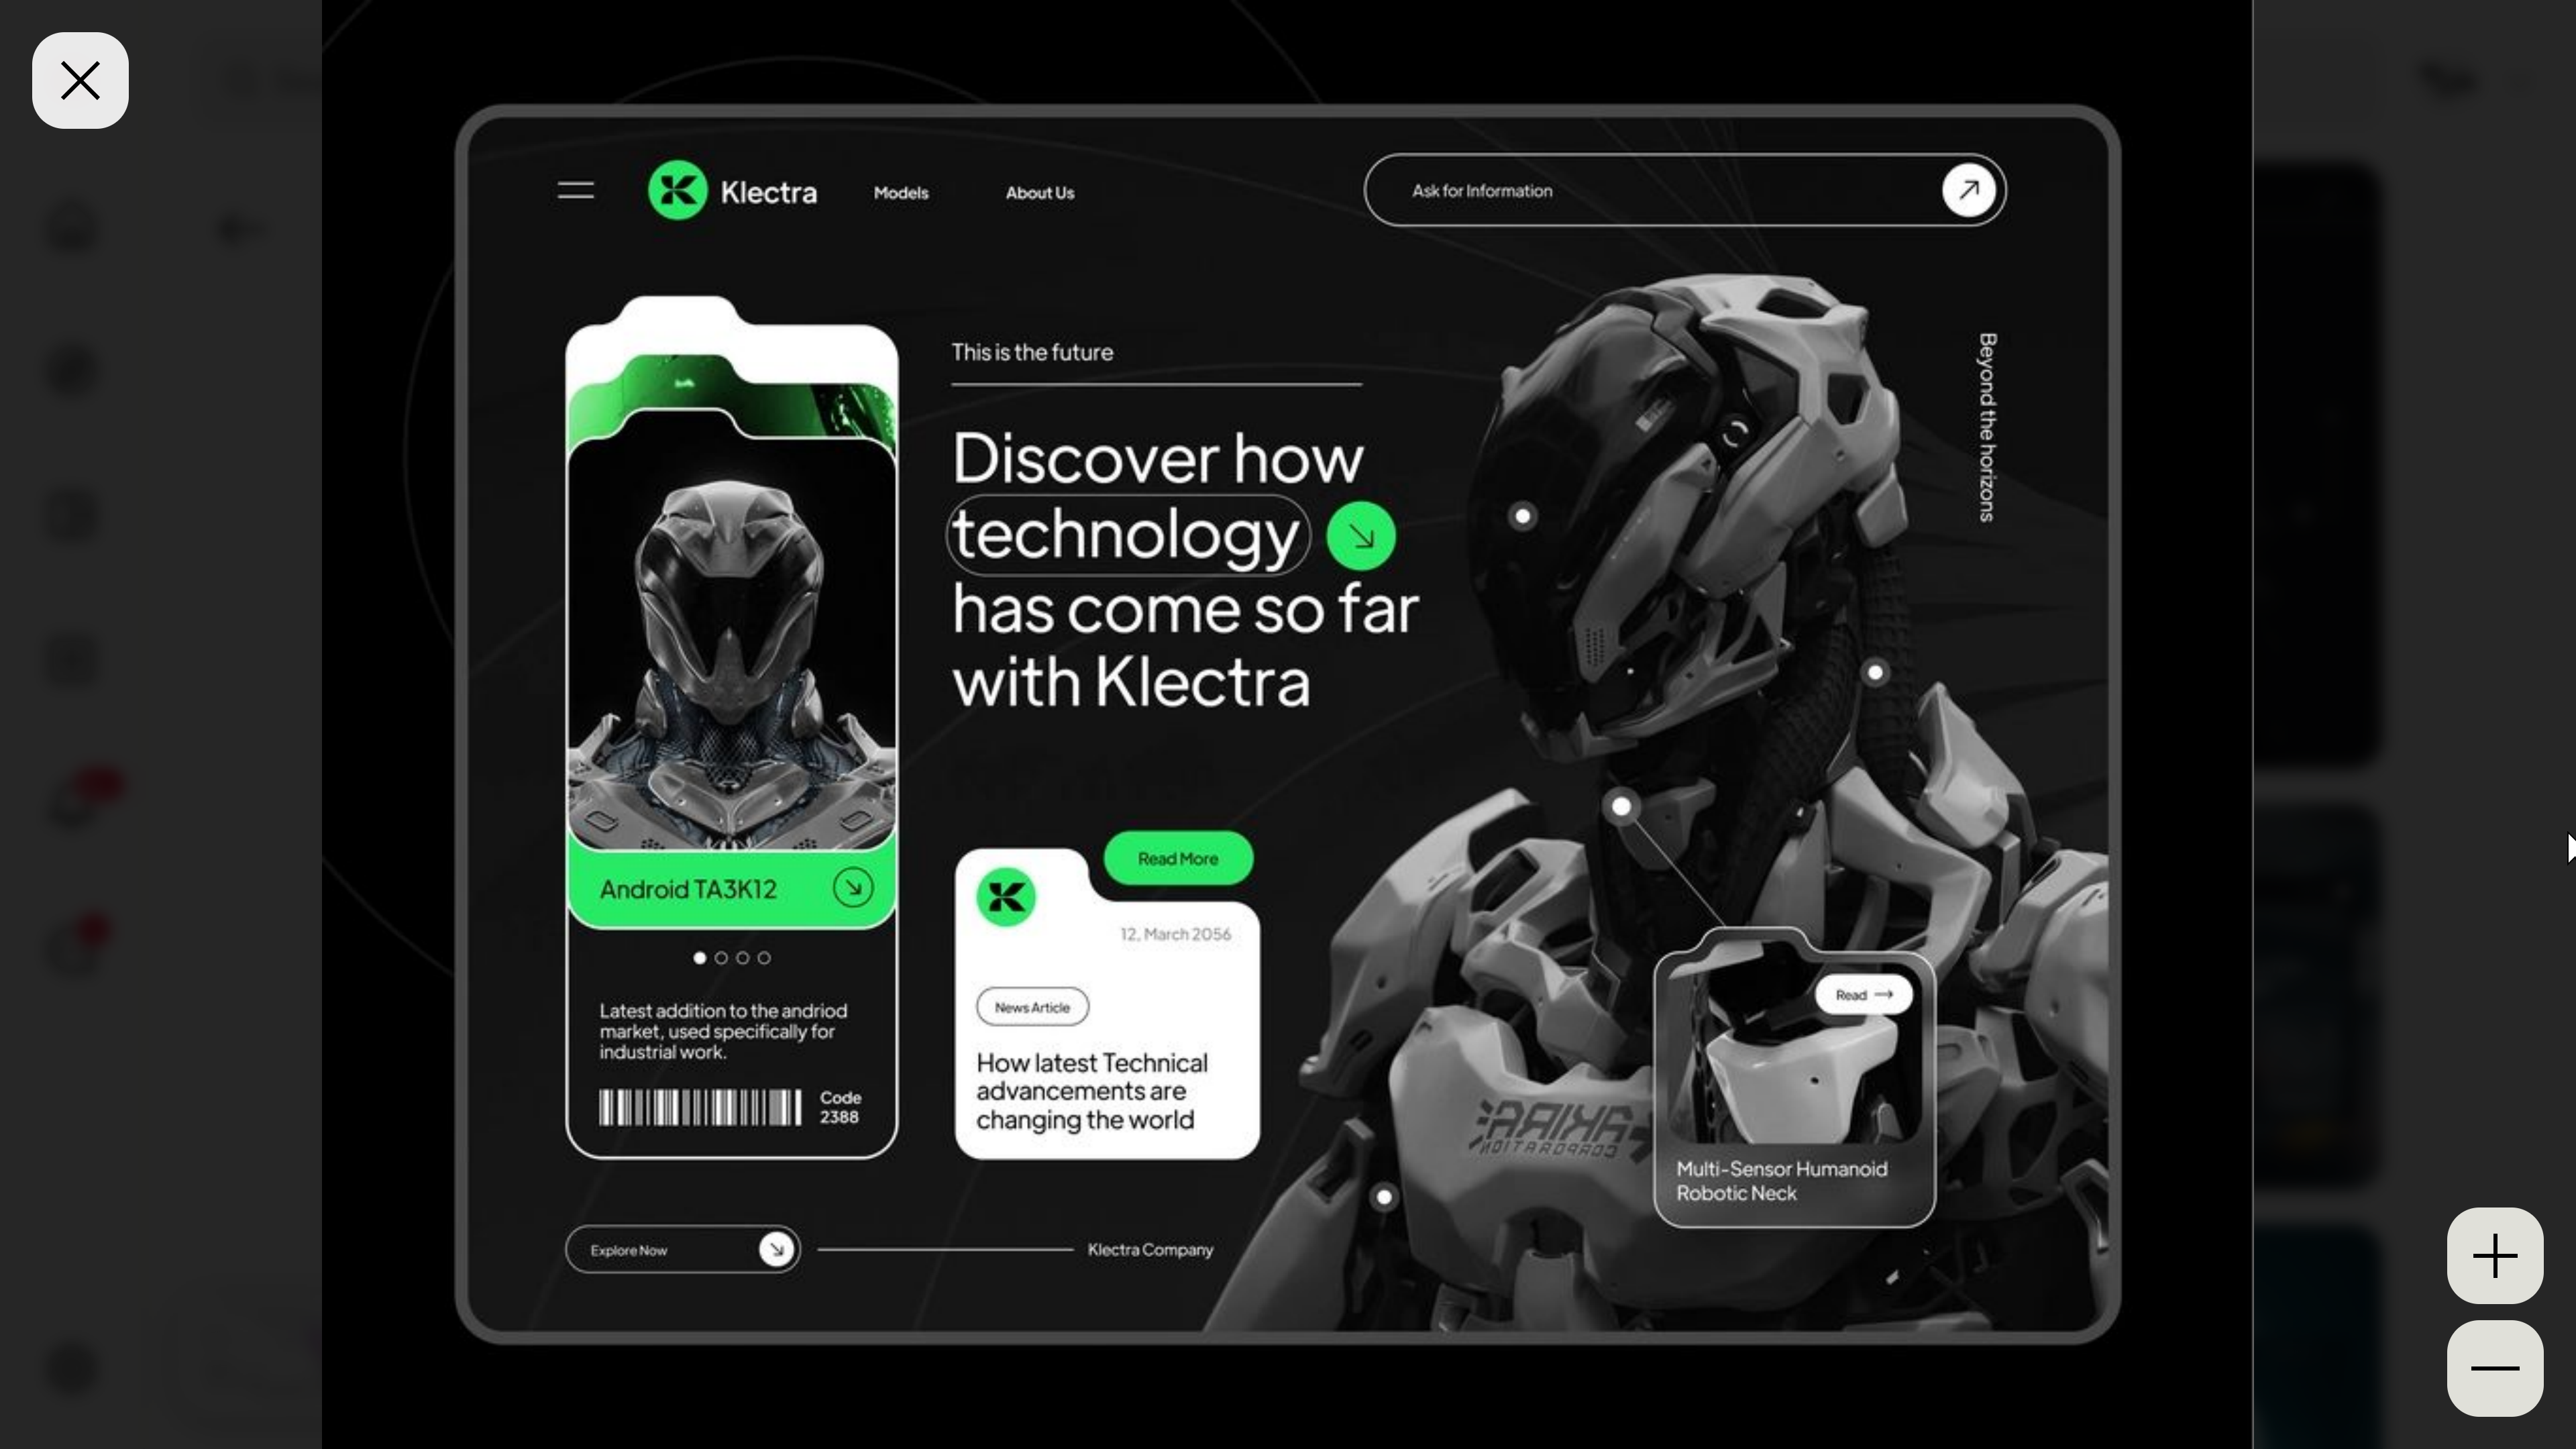 Klectra
Models
About Us
Ask for Information
This is the future
Discover how
technology
has come so far
with Klectra
Beyond the horizons
Android TA3K12
Latest addition to the andriod
market, used specifically for
industrial work.
Code
2388
Read More
12, March 2056
News Article
How latest Technical
advancements are
changing the world
AKIRA
CORPORATION
Read
Multi-Sensor Humanoid
Robotic Neck
Explore Now
Klectra Company